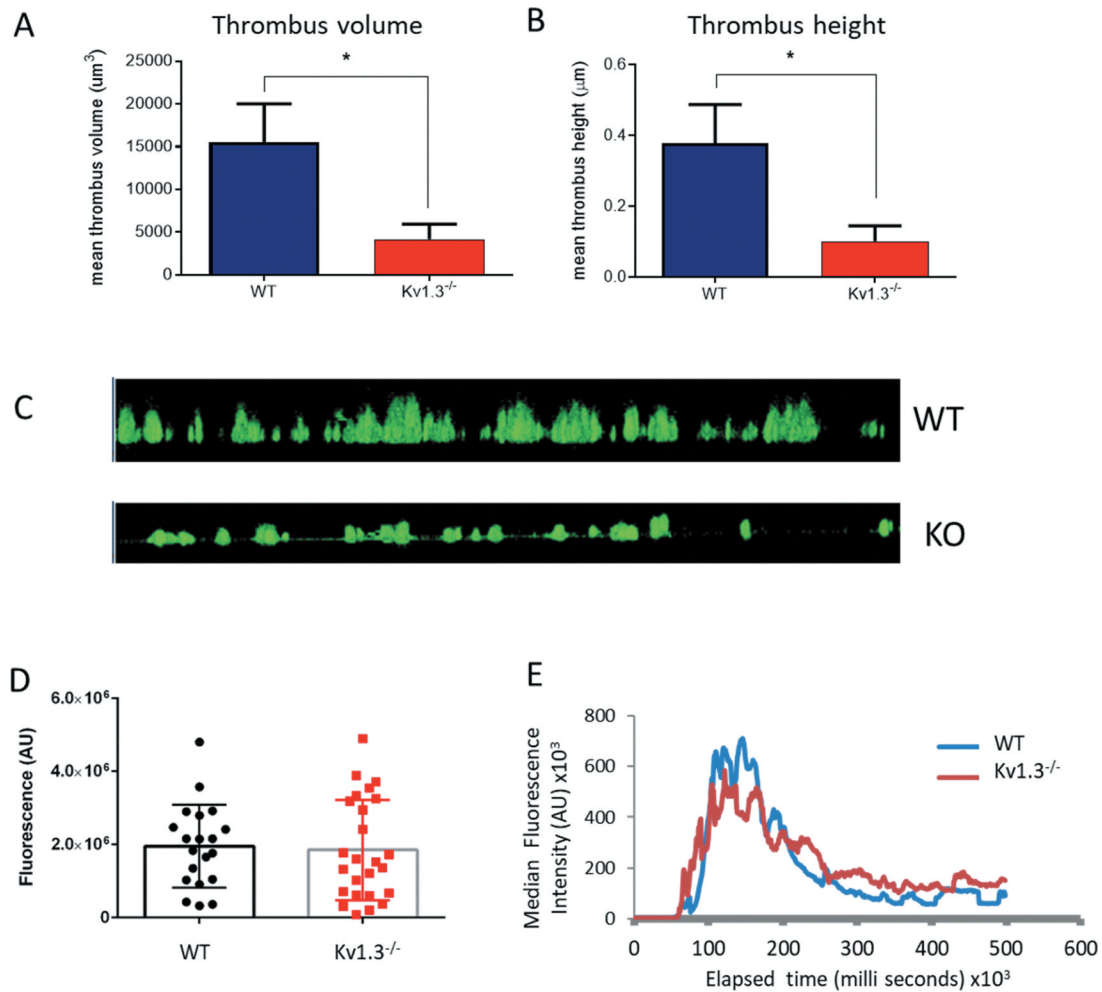 A
Thrombus volume
mean thrombus volume (um³)
25000
20000
15000
10000
5000
0
*
WT
Kv1.3⁻/⁻
B
Thrombus height
mean thrombus height (μm)
0.6
0.4
0.2
0.0
*
WT
Kv1.3⁻/⁻
C
WT
KO
D
Fluorescence (AU)
6.0×10⁶
4.0×10⁶
2.0×10⁶
0
WT
Kv1.3⁻/⁻
E
Median Fluorescence
Intensity (AU) x10³
800
600
400
200
0
WT
Kv1.3⁻/⁻
0 100 200 300 400 500 600
Elapsed time (milli seconds) x10³